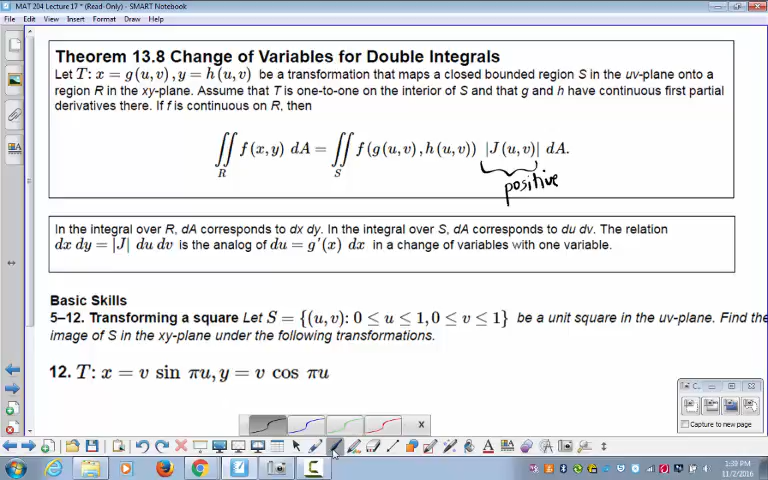 MAT 204 Lecture 17 * (Read-Only) - SMART Notebook
File Edit View Insert Format Draw Help
Theorem 13.8 Change of Variables for Double Integrals
Let T: x = g(u, v), y = h(u, v) be a transformation that maps a closed bounded region S in the uv-plane onto a
region R in the xy-plane. Assume that T is one-to-one on the interior of S and that g and h have continuous first partial
derivatives there. If f is continuous on R, then
∬_R f(x, y) dA = ∬_S f(g(u, v), h(u, v)) |J(u, v)| dA.
positive
In the integral over R, dA corresponds to dx dy. In the integral over S, dA corresponds to du dv. The relation
dx dy = |J| du dv is the analog of du = g′(x) dx in a change of variables with one variable.
Basic Skills
5–12. Transforming a square Let S = {(u, v): 0 ≤ u ≤ 1, 0 ≤ v ≤ 1} be a unit square in the uv-plane. Find the
image of S in the xy-plane under the following transformations.
12. T: x = v sin πu, y = v cos πu
Capture to new page
1:39 PM
11/2/2016